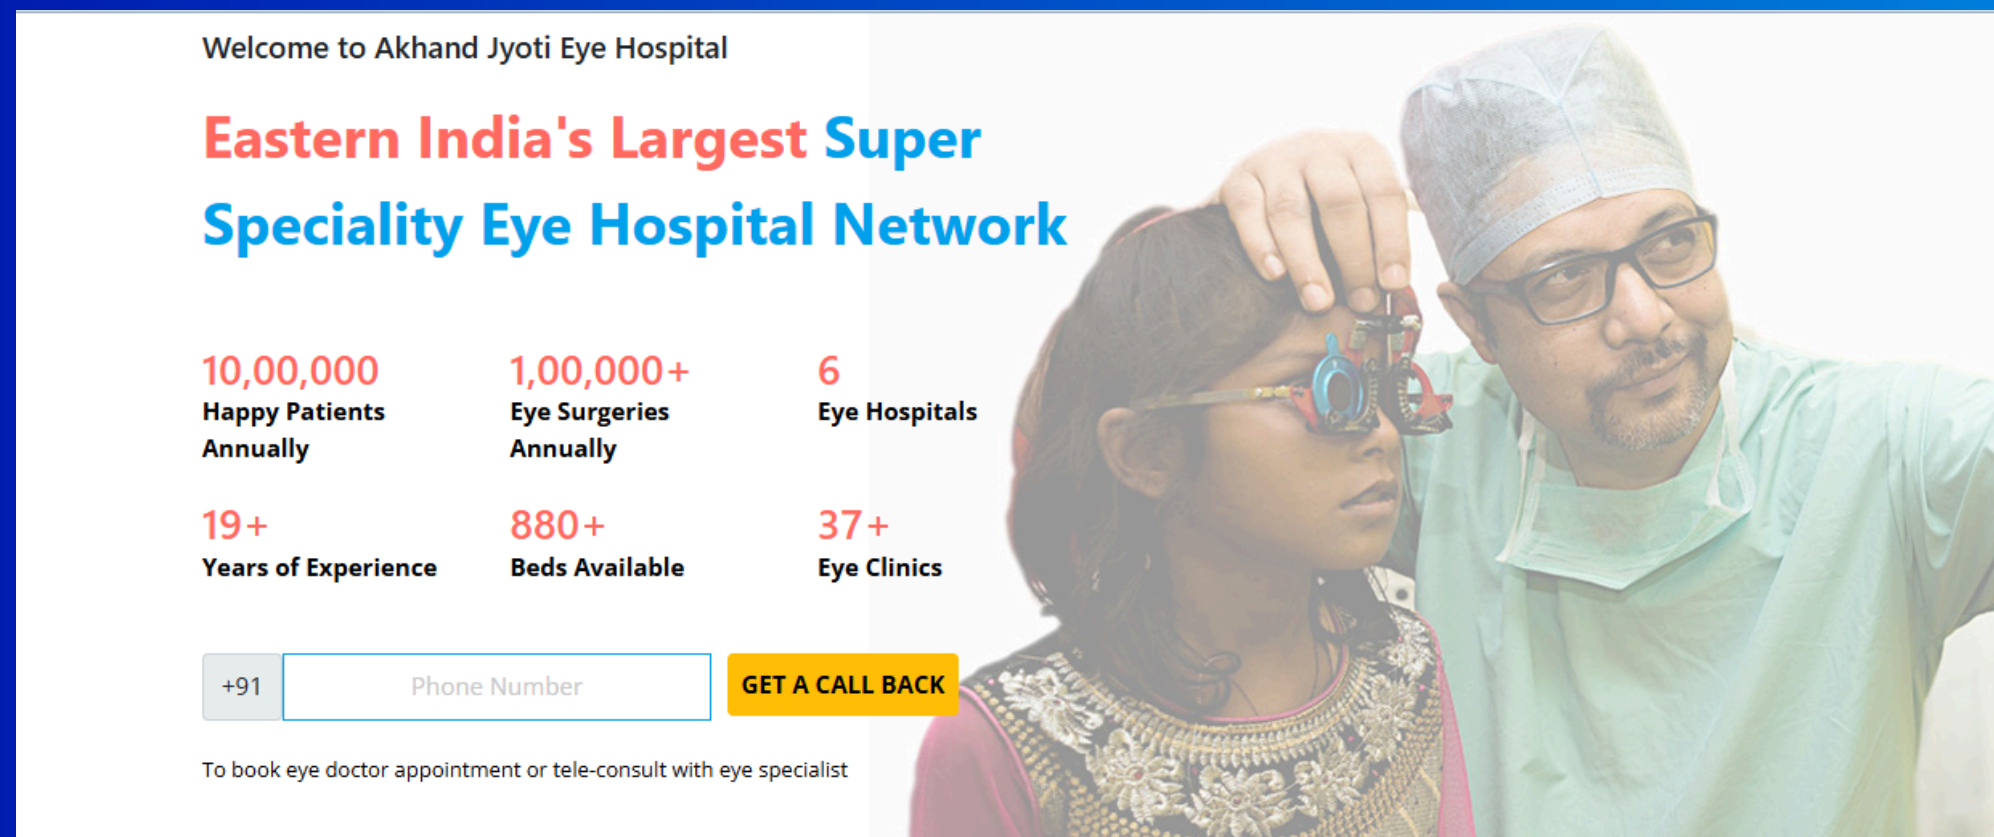 Welcome to Akhand Jyoti Eye Hospital
Eastern India's Largest Super
Speciality Eye Hospital Network
10,00,000
Happy Patients
Annually
1,00,000+
Eye Surgeries
Annually
6
Eye Hospitals
19+
Years of Experience
880+
Beds Available
37+
Eye Clinics
+91
Phone Number
GET A CALL BACK
To book eye doctor appointment or tele-consult with eye specialist